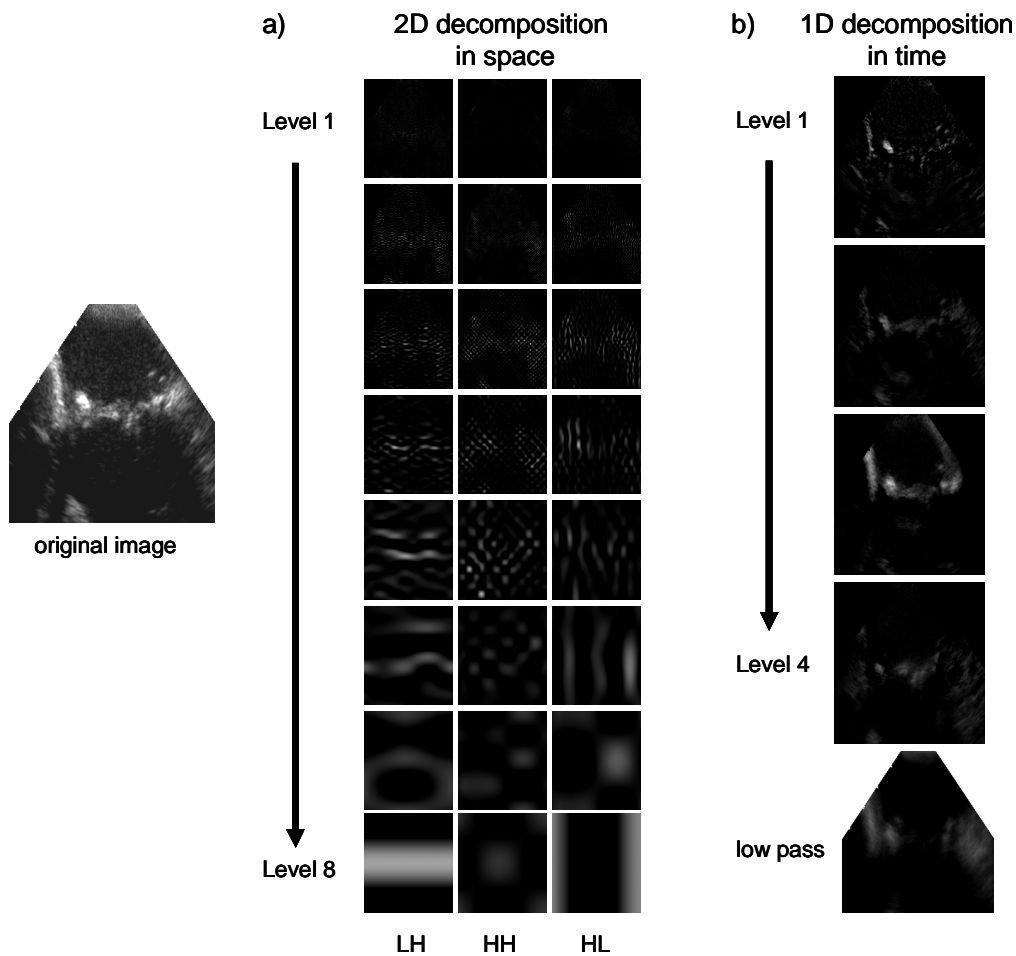 a)
2D decomposition
in space
b)
1D decomposition
in time
Level 1
Level 1
original image
Level 4
low pass
Level 8
LH
HH
HL